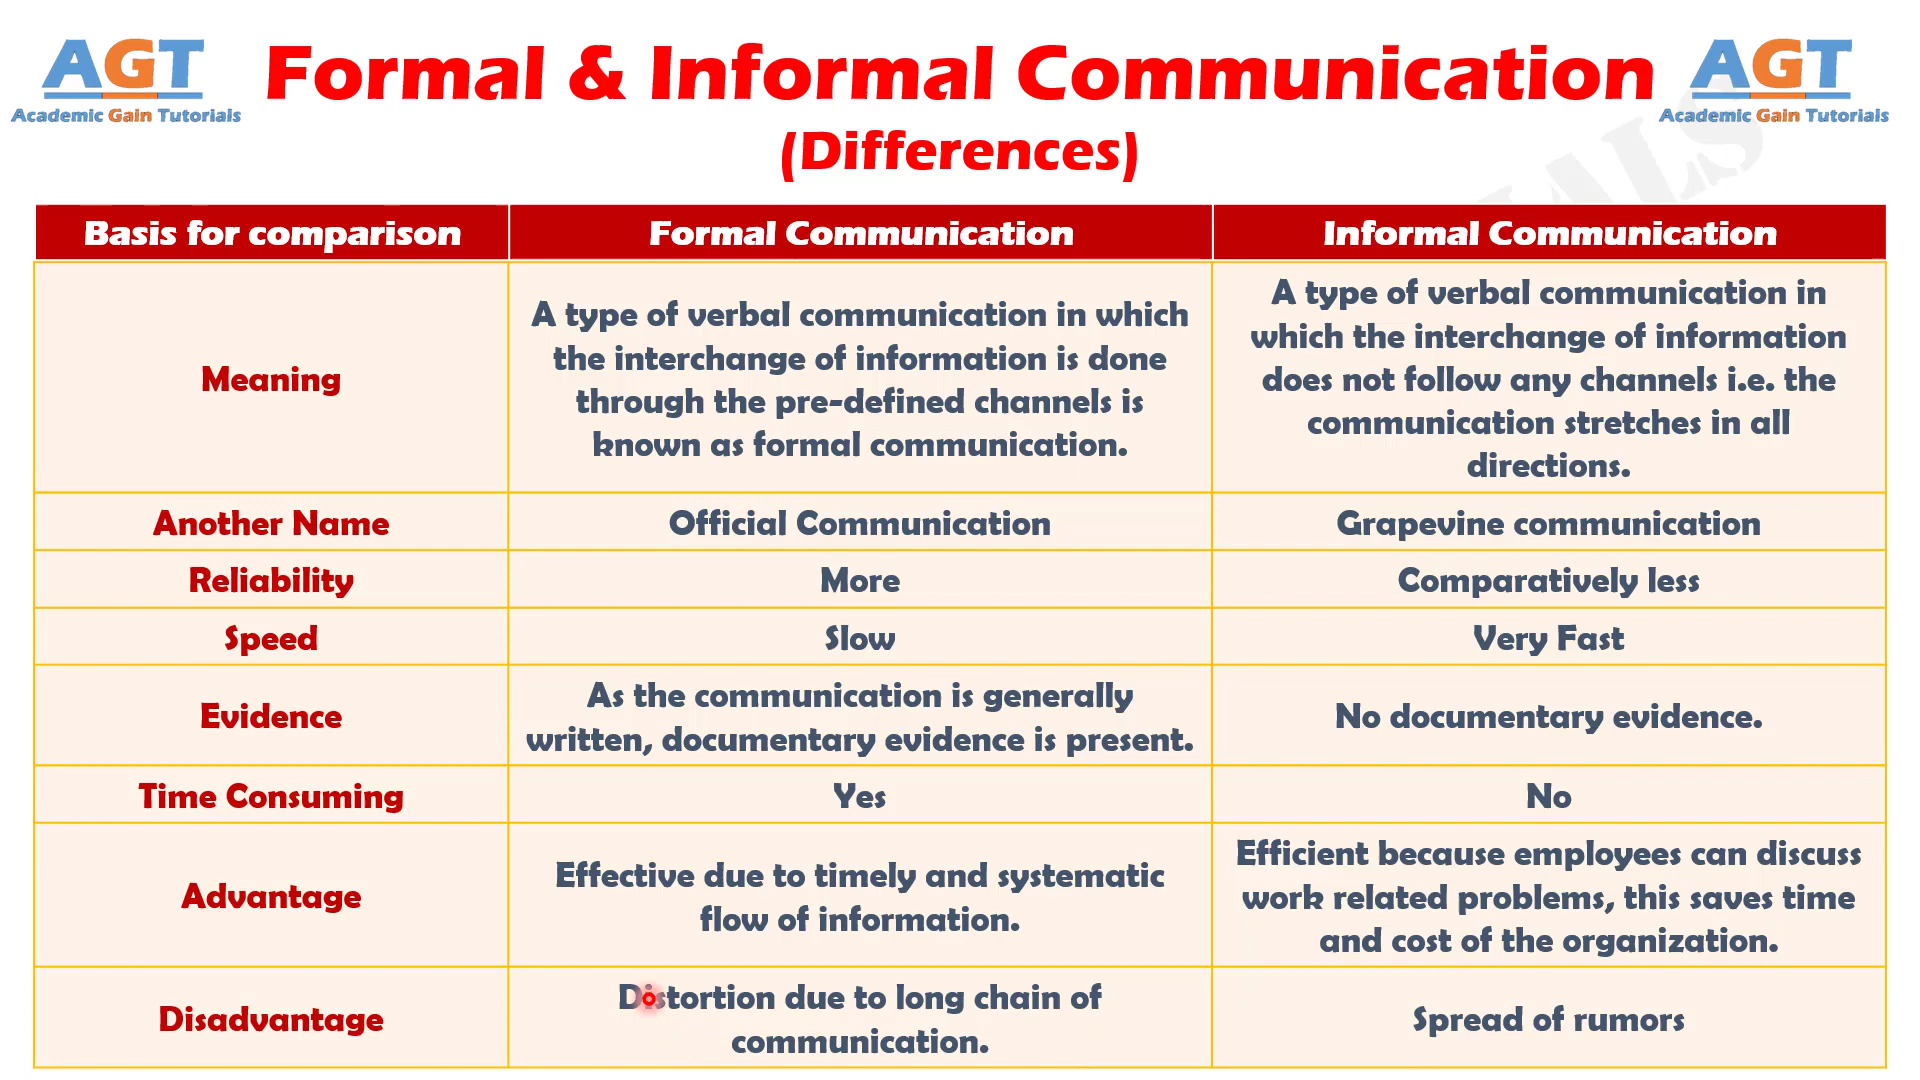 AGT
Academic Gain Tutorials
Formal & Informal Communication
(Differences)
AGT
Academic Gain Tutorials
Basis for comparison
Formal Communication
Informal Communication
Meaning
A type of verbal communication in which
the interchange of information is done
through the pre-defined channels is
known as formal communication.
A type of verbal communication in
which the interchange of information
does not follow any channels i.e. the
communication stretches in all
directions.
Another Name
Official Communication
Grapevine communication
Reliability
More
Comparatively less
Speed
Slow
Very Fast
Evidence
As the communication is generally
written, documentary evidence is present.
No documentary evidence.
Time Consuming
Yes
No
Advantage
Effective due to timely and systematic
flow of information.
Efficient because employees can discuss
work related problems, this saves time
and cost of the organization.
Disadvantage
Distortion due to long chain of
communication.
Spread of rumors